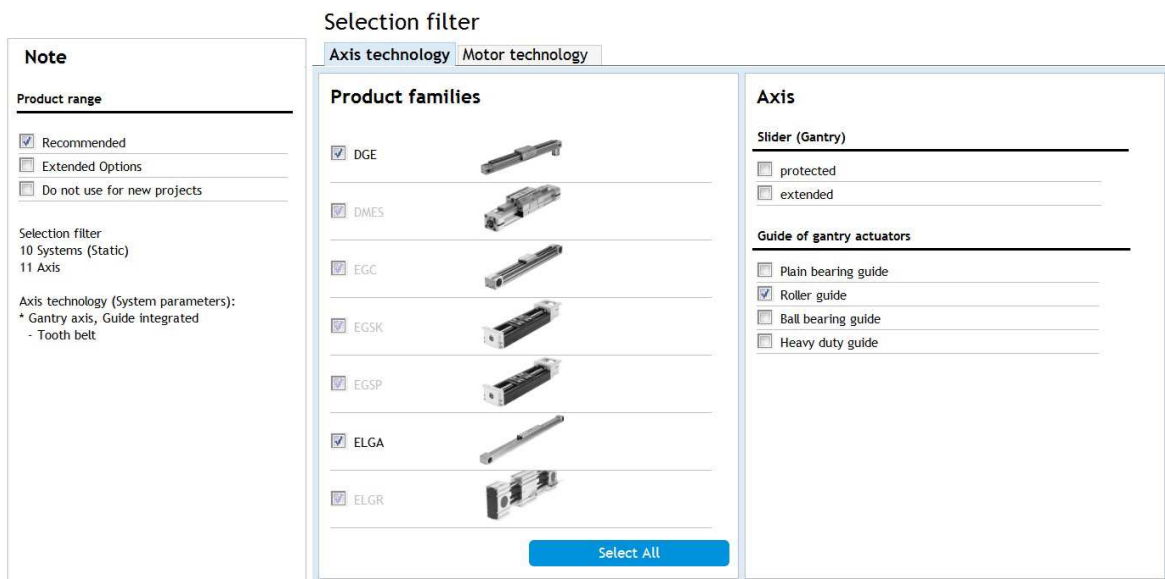 Selection filter
Note
Product range
Recommended
Extended Options
Do not use for new projects
Selection filter
10 Systems (Static)
11 Axis
Axis technology (System parameters):
* Gantry axis, Guide integrated
- Tooth belt
Axis technology
Motor technology
Product families
DGE
DMES
EGC
EGSK
EGSP
ELGA
ELGR
Select All
Axis
Slider (Gantry)
protected
extended
Guide of gantry actuators
Plain bearing guide
Roller guide
Ball bearing guide
Heavy duty guide